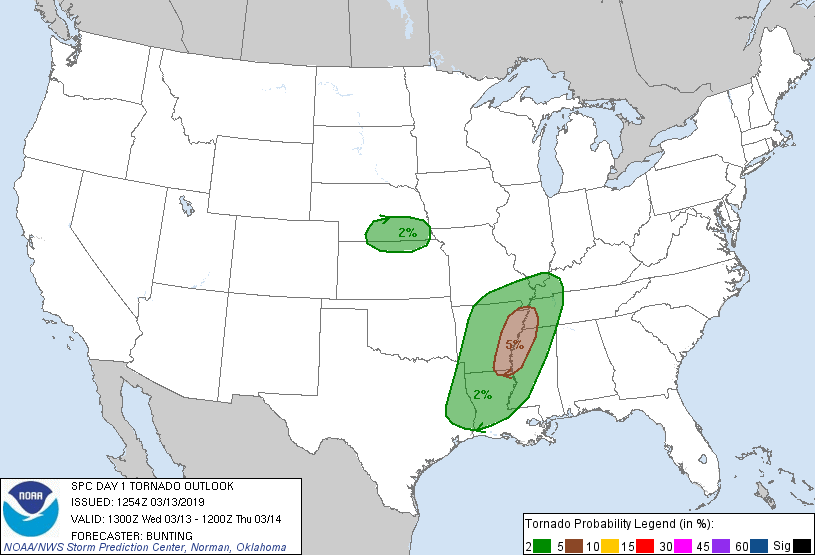 2%
5%
2%
NOAA
SPC DAY 1 TORNADO OUTLOOK
ISSUED: 1254Z 03/13/2019
VALID: 1300Z Wed 03/13 - 1200Z Thu 03/14
FORECASTER: BUNTING
NOAA/NWS Storm Prediction Center, Norman, Oklahoma
Tornado Probability Legend (in %):
2 5 10 15 30 45 60 Sig